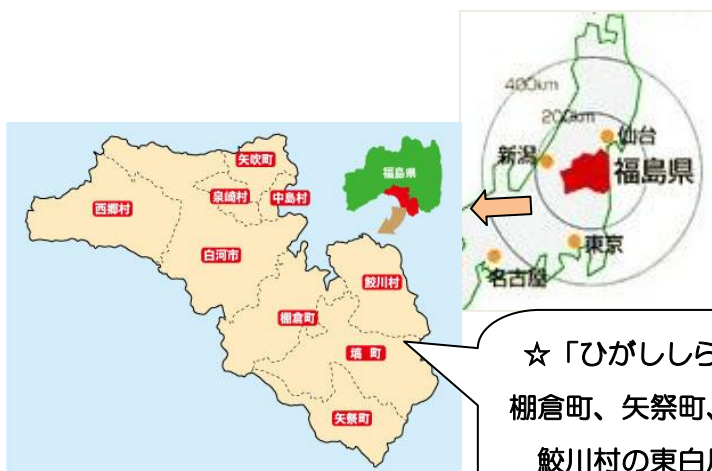 400km
200km
仙台
新潟
福島県
東京
名古屋
矢吹町
泉崎村
中島村
西郷村
白河市
福島県
鮫川村
棚倉町
塙 町
矢祭町
☆「ひがししら
棚倉町、矢祭町、
鮫川村の東白